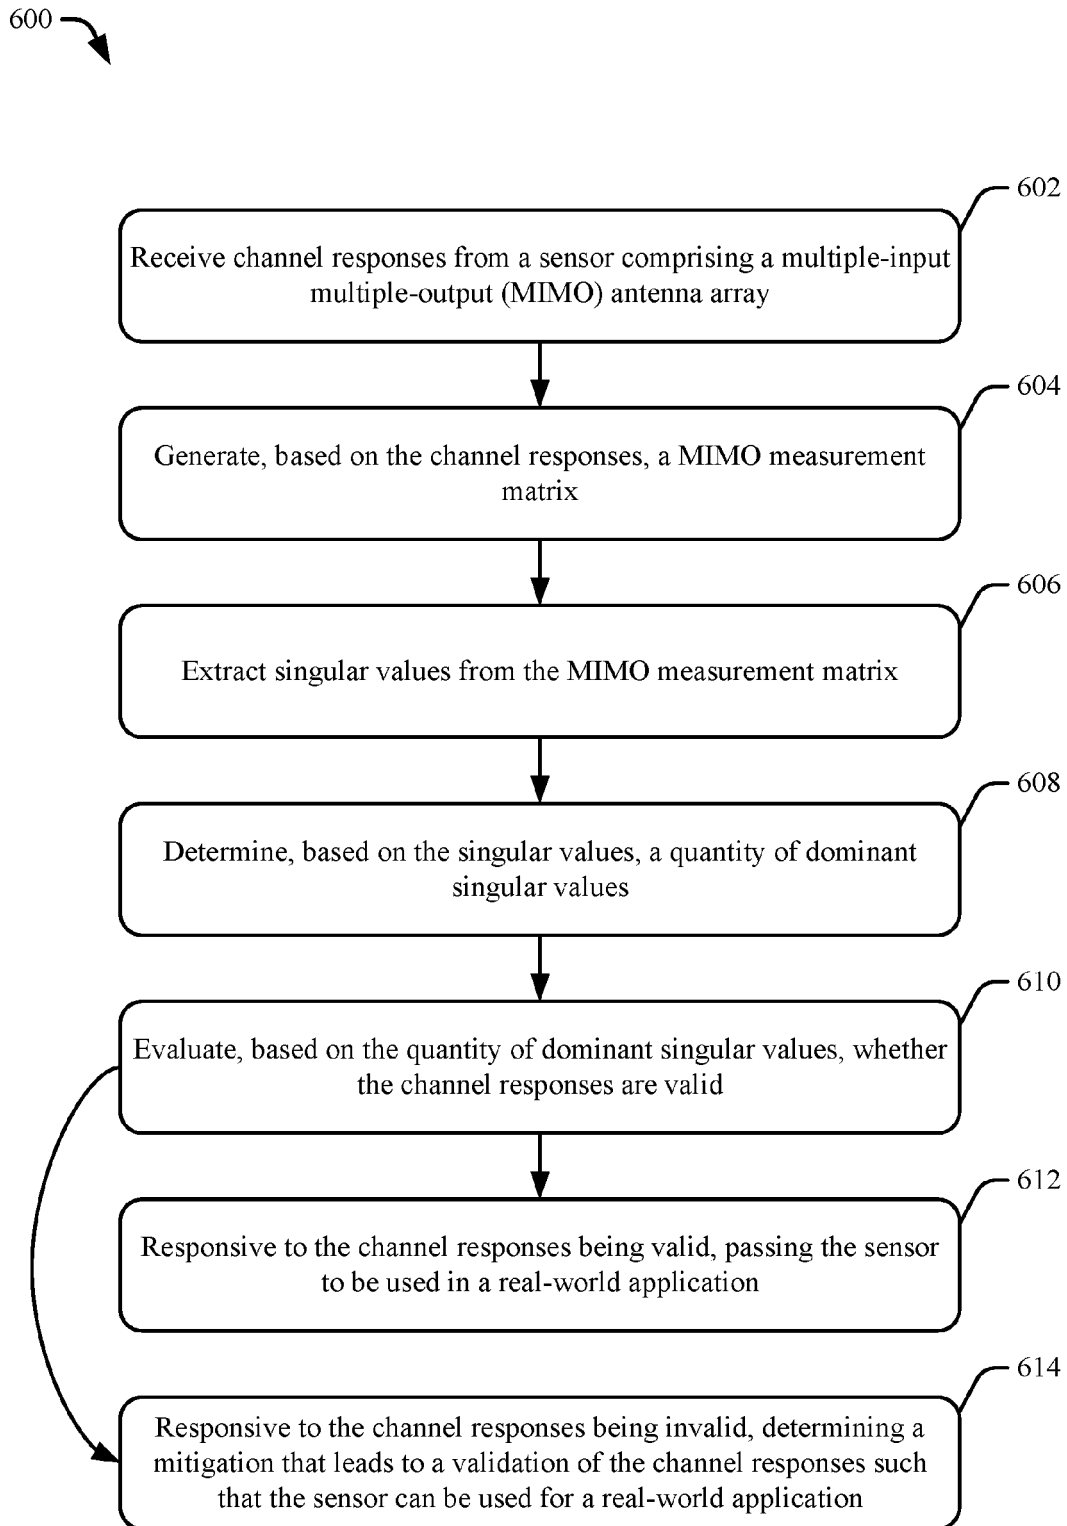 600
602
Receive channel responses from a sensor comprising a multiple-input
multiple-output (MIMO) antenna array
604
Generate, based on the channel responses, a MIMO measurement
matrix
606
Extract singular values from the MIMO measurement matrix
608
Determine, based on the singular values, a quantity of dominant
singular values
610
Evaluate, based on the quantity of dominant singular values, whether
the channel responses are valid
612
Responsive to the channel responses being valid, passing the sensor
to be used in a real-world application
614
Responsive to the channel responses being invalid, determining a
mitigation that leads to a validation of the channel responses such
that the sensor can be used for a real-world application